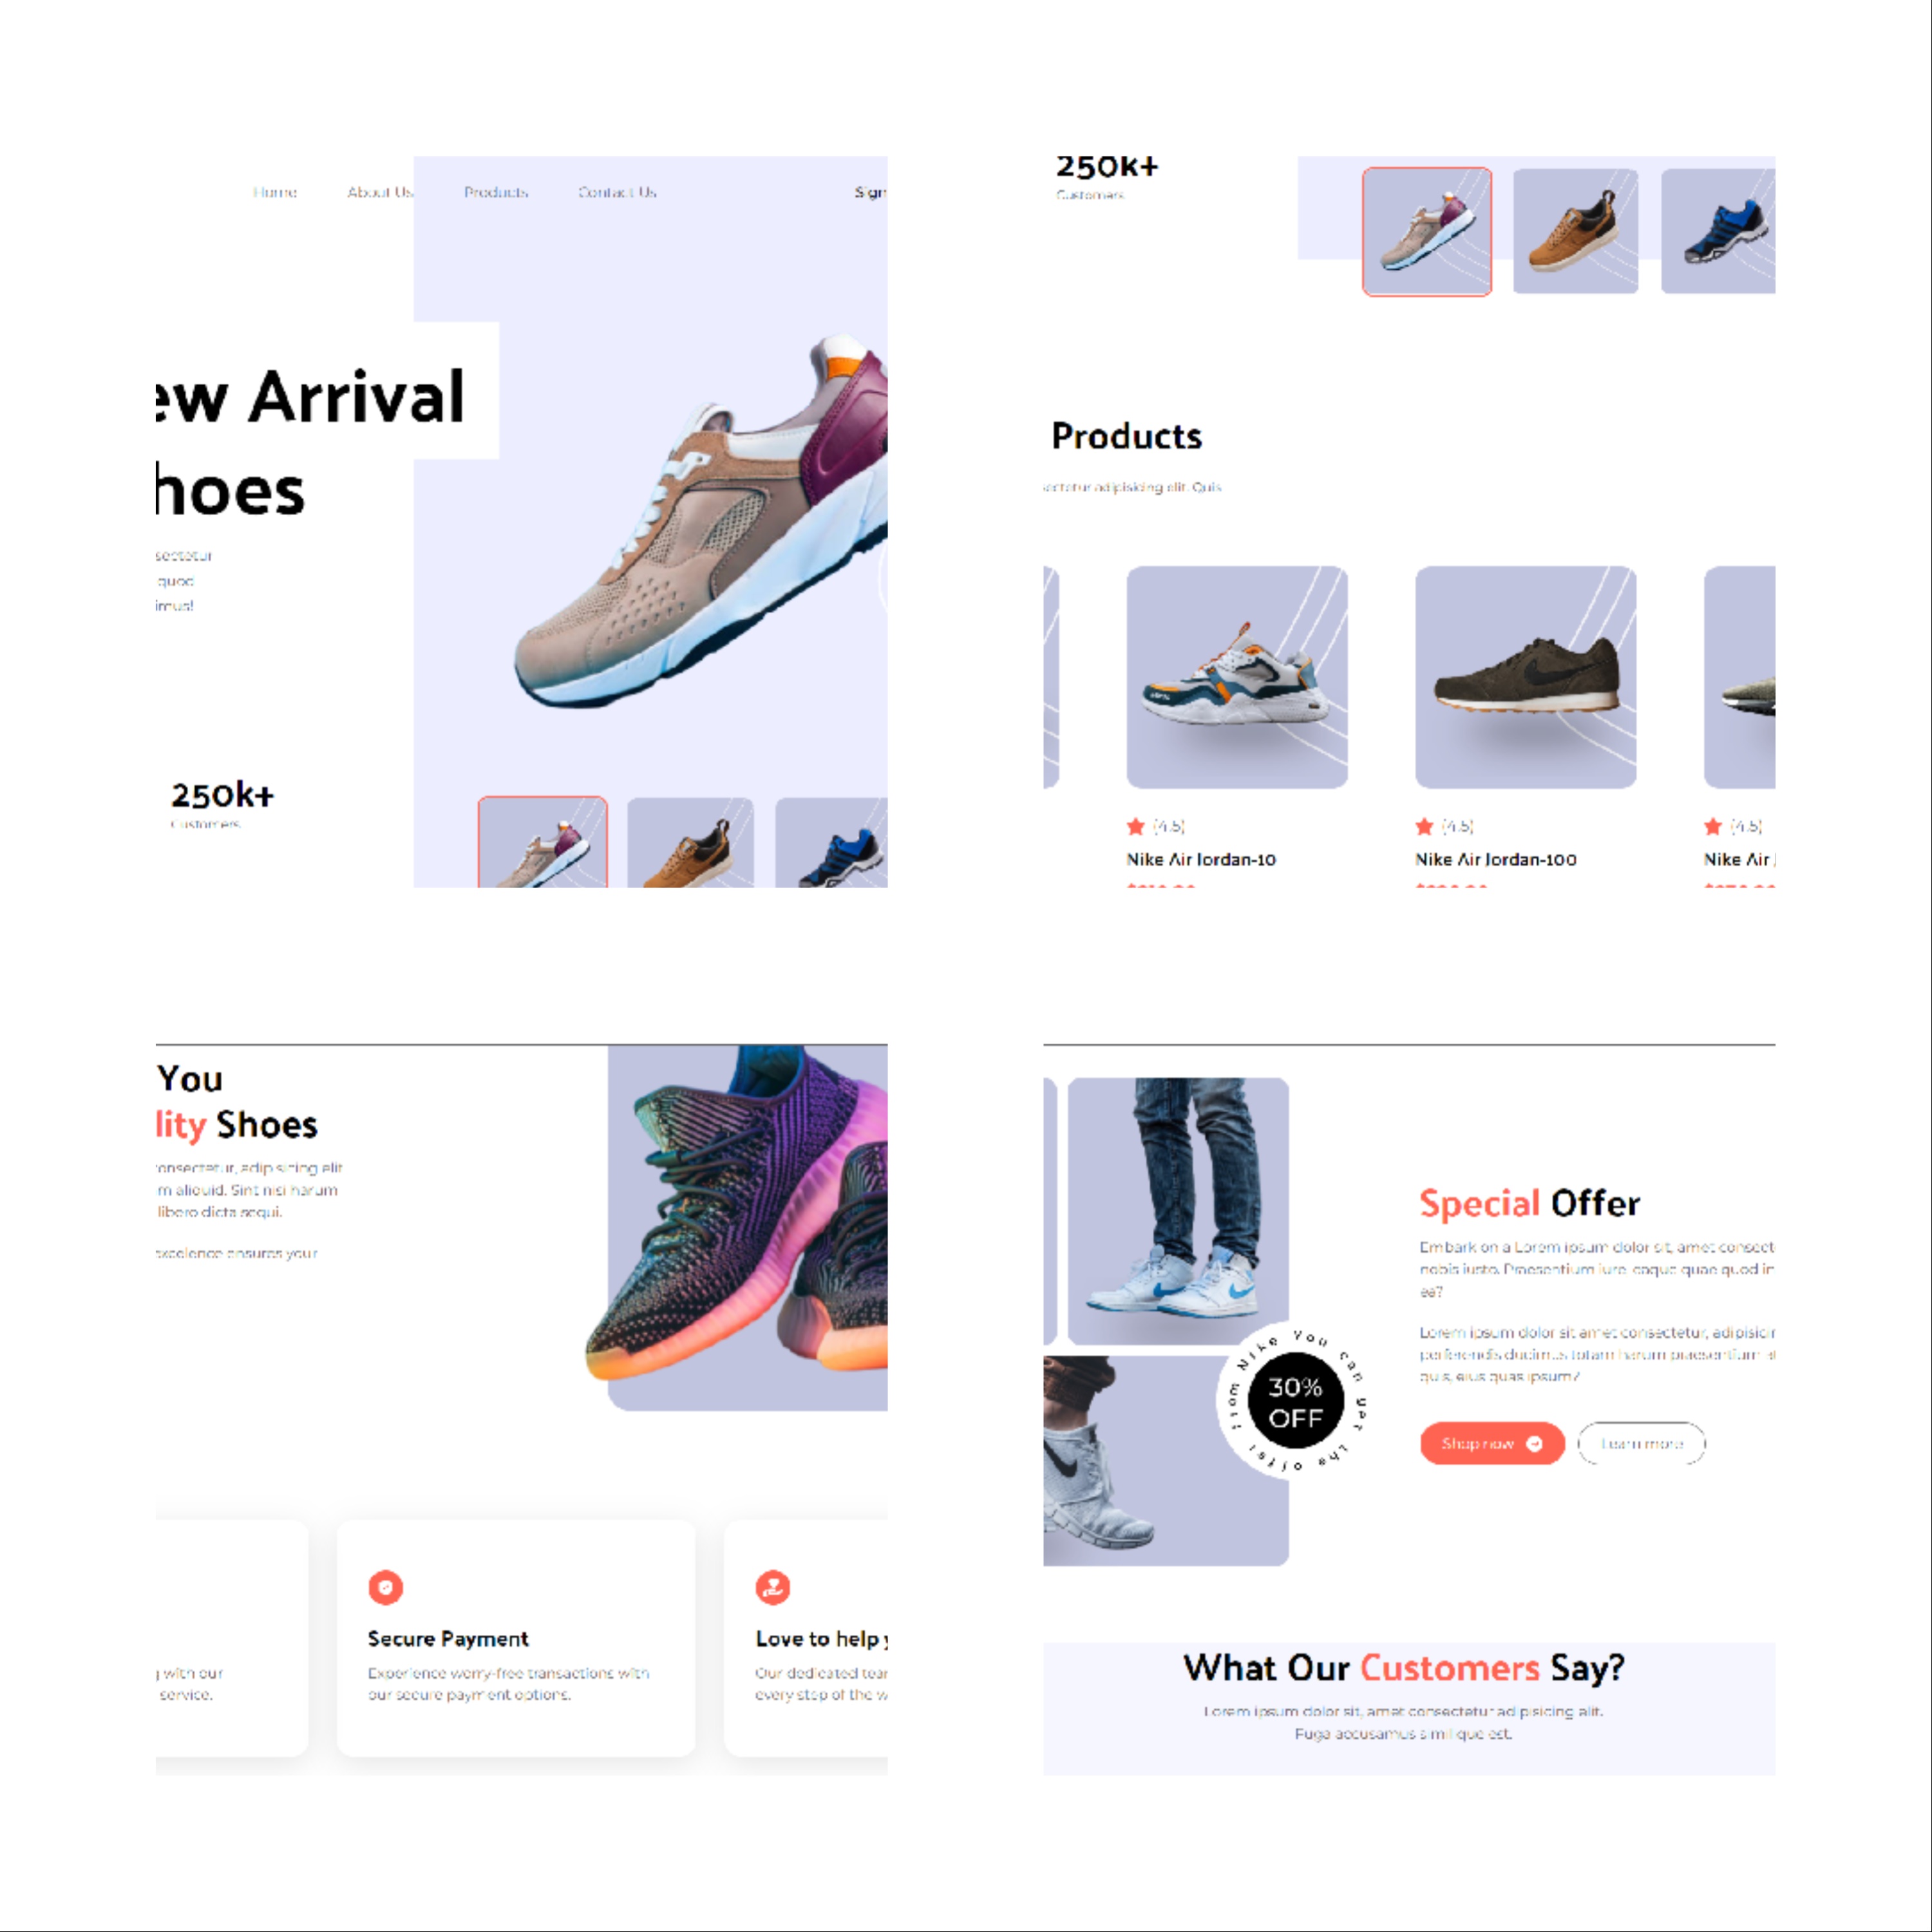 Home About Us Products Contact Us Sign
ew Arrival
hoes
sectetur
quod
imus!
250k+
Customers
250k+
Customers
Products
sectetur adipisicing elit. Quis
(4.5) (4.5) (4.5)
Nike Air Jordan-10 Nike Air Jordan-100 Nike Air J
You
lity Shoes
onsectetur, adipisicing elit
m aliquid. Sint nisi harum
libero dicta sequi.
excelence ensures your
Secure Payment
Experience worry-free transactions with
our secure payment options.
Love to help y
Our dedicated tear
every step of the w
g with our
service.
Special Offer
Embark on a Lorem ipsum dolor sit, amet consect
nobis iusto. Praesentium iure eaque quae quod in
ea?
Lorem ipsum dolor sit amet consectetur, adipisicin
perferendis ducimus totam harum praesentium a
quis, eius quas ipsum?
Shop now Learn more
You can get the offer from Nike
30%
OFF
What Our Customers Say?
Lorem ipsum dolor sit, amet consectetur adipisicing elit.
Fuga accusamus similique est.